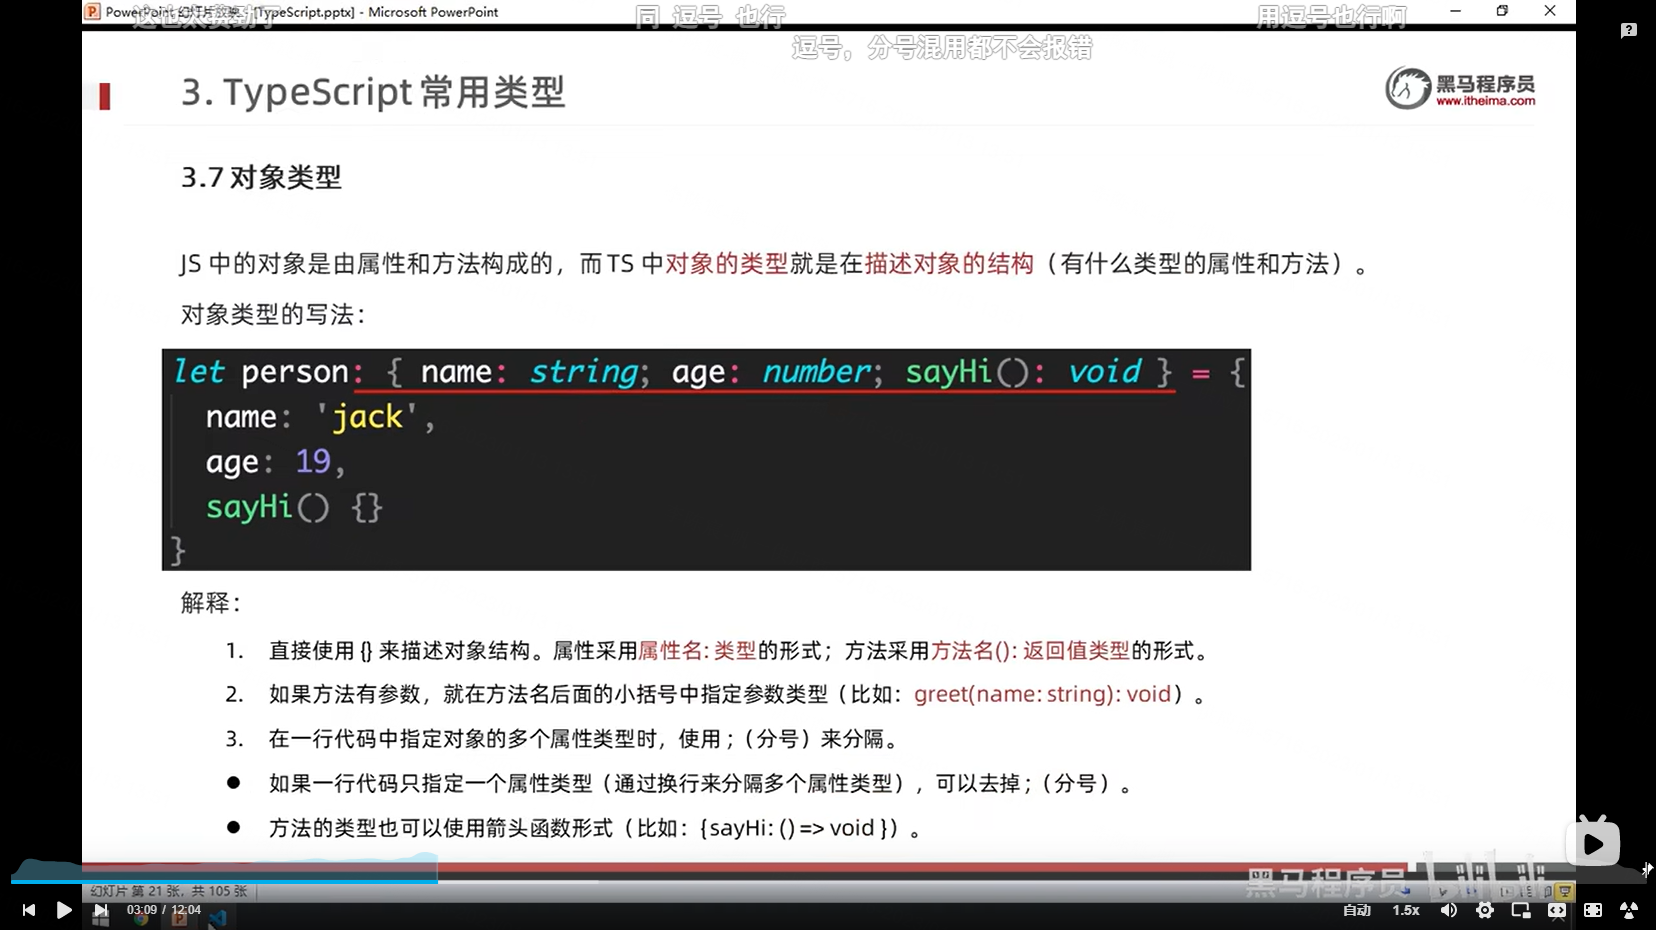 PowerPoint 幻灯片放映 - [TypeScript.pptx] - Microsoft PowerPoint
同 逗号 也行
用逗号也行啊
逗号，分号混用都不会报错
3. TypeScript 常用类型
黑马程序员
www.itheima.com
3.7 对象类型
JS 中的对象是由属性和方法构成的，而 TS 中对象的类型就是在描述对象的结构（有什么类型的属性和方法）。
对象类型的写法：
let person: { name: string; age: number; sayHi(): void } = {
name: 'jack',
age: 19,
sayHi() {}
}
解释：
1. 直接使用 {} 来描述对象结构。属性采用属性名: 类型的形式；方法采用方法名(): 返回值类型的形式。
2. 如果方法有参数，就在方法名后面的小括号中指定参数类型（比如：greet(name: string): void）。
3. 在一行代码中指定对象的多个属性类型时，使用 ;（分号）来分隔。
● 如果一行代码只指定一个属性类型（通过换行来分隔多个属性类型），可以去掉 ;（分号）。
● 方法的类型也可以使用箭头函数形式（比如：{ sayHi: () => void }）。
黑马程序员
幻灯片 第 21 张，共 105 张
03:09 / 12:04
自动
1.5x